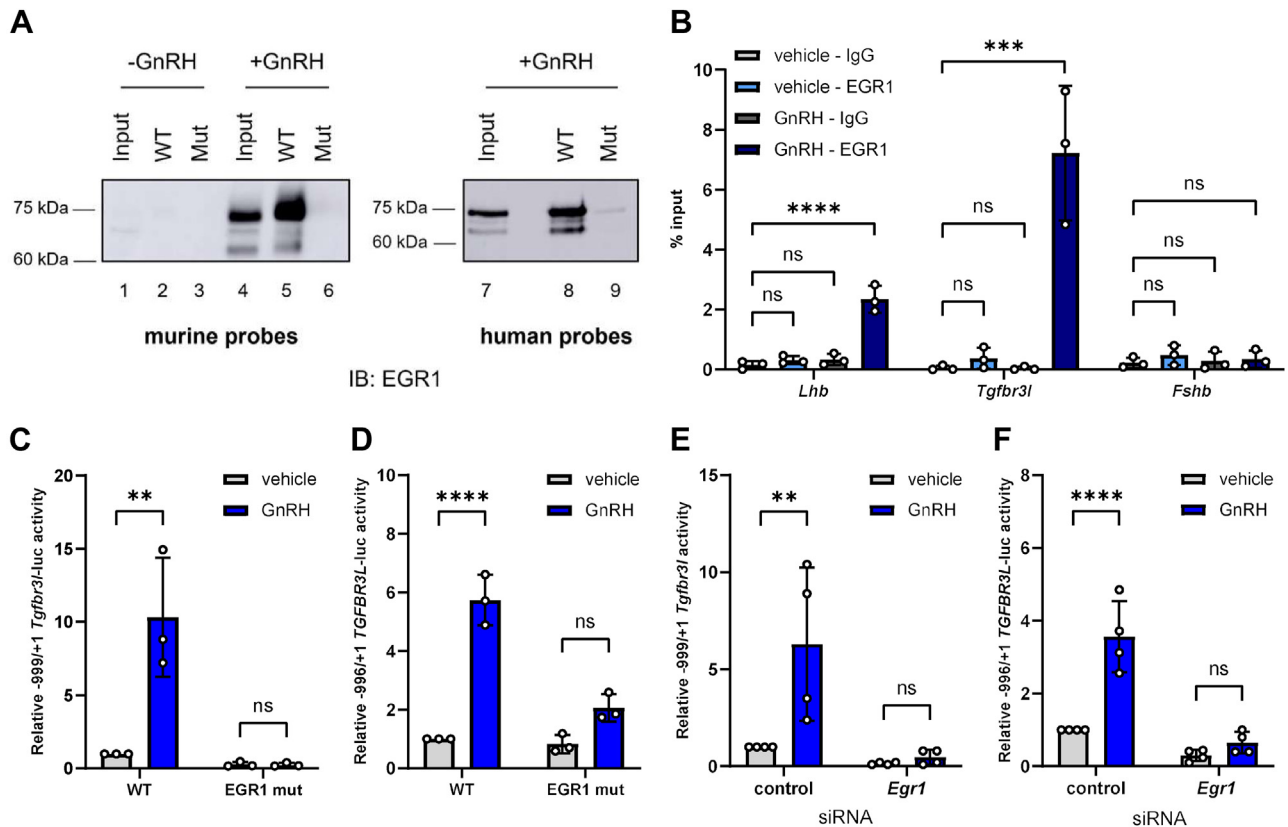 A
-GnRH
+GnRH
+GnRH
Input
WT
Mut
Input
WT
Mut
Input
WT
Mut
75 kDa
60 kDa
75 kDa
60 kDa
1 2 3 4 5 6
7 8 9
murine probes
human probes
IB: EGR1
B
vehicle - IgG
vehicle - EGR1
GnRH - IgG
GnRH - EGR1
% input
10
8
6
4
2
0
ns
ns
****
ns
ns
***
ns
ns
ns
Lhb
Tgfbr3l
Fshb
C
Relative -999/+1 Tgfbr3l-luc activity
20
15
10
5
0
vehicle
GnRH
**
ns
WT
EGR1 mut
D
Relative -996/+1 TGFBR3L-luc activity
10
8
6
4
2
0
vehicle
GnRH
****
ns
WT
EGR1 mut
E
Relative -999/+1 Tgfbr3l activity
15
10
5
0
vehicle
GnRH
**
ns
control
Egr1
siRNA
F
Relative -996/+1 TGFBR3L-luc activity
8
6
4
2
0
vehicle
GnRH
****
ns
control
Egr1
siRNA